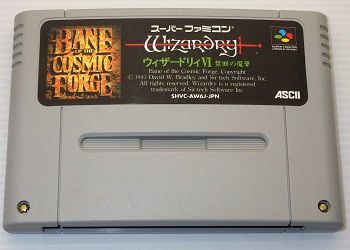 BANE
OF THE
COSMIC
FORGE
スーパーファミコン
Wizardry
ウィザードリィVI 禁断の魔筆
Bane of the Cosmic Forge, Copyright
© 1995 David W. Bradley and Sir-tech Software, Inc.
All rights reserved. Wizardry is a registered
trademark of Sir-tech Software, Inc.
SHVC-AW6J-JPN
ASCII